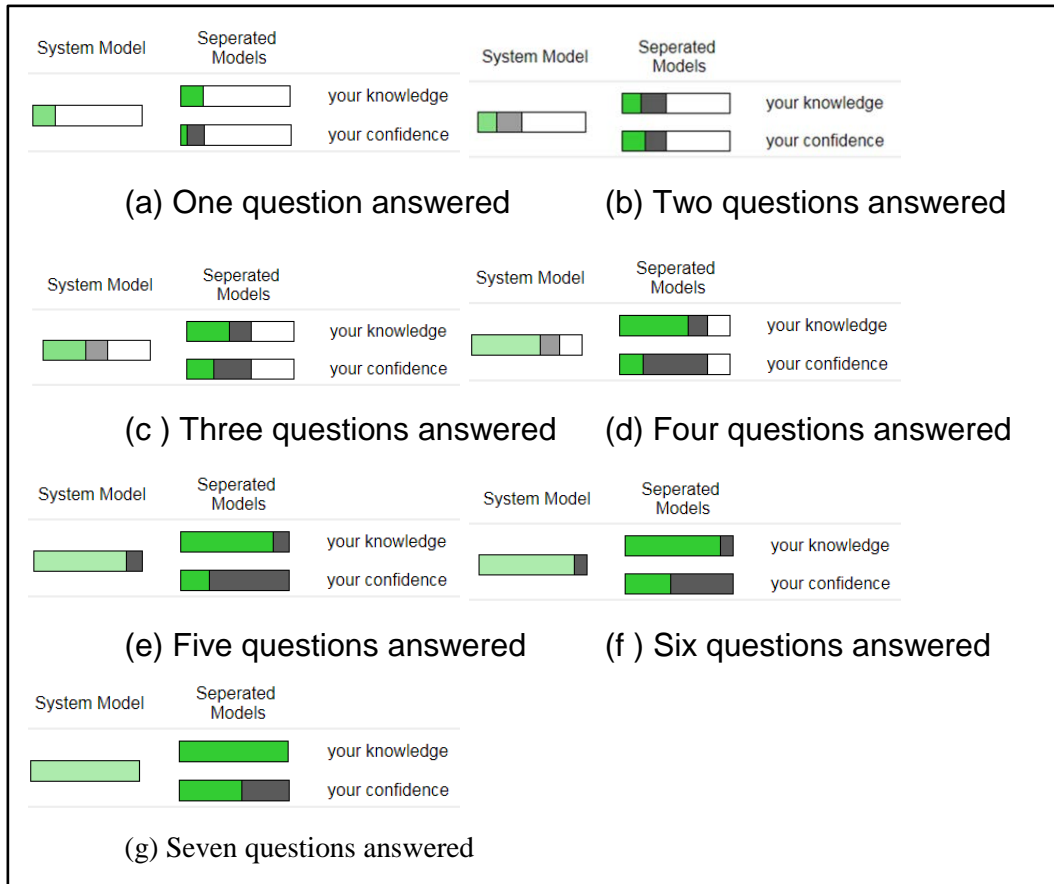 System Model
Seperated
Models
your knowledge
your confidence
(a) One question answered
System Model
Seperated
Models
your knowledge
your confidence
(b) Two questions answered
System Model
Seperated
Models
your knowledge
your confidence
(c ) Three questions answered
System Model
Seperated
Models
your knowledge
your confidence
(d) Four questions answered
System Model
Seperated
Models
your knowledge
your confidence
(e) Five questions answered
System Model
Seperated
Models
your knowledge
your confidence
(f ) Six questions answered
System Model
Seperated
Models
your knowledge
your confidence
(g) Seven questions answered